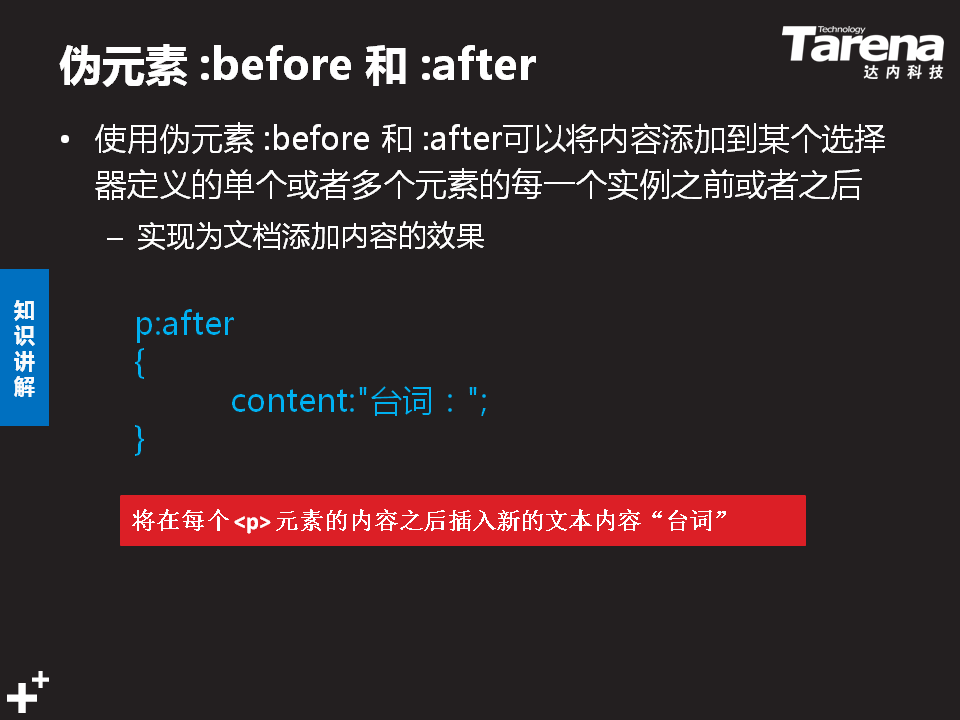 伪元素 :before 和 :after
Technology
Tarena
达内科技
• 使用伪元素 :before 和 :after可以将内容添加到某个选择
器定义的单个或者多个元素的每一个实例之前或者之后
– 实现为文档添加内容的效果
知识讲解
p:after
{
content:"台词：";
}
将在每个<p>元素的内容之后插入新的文本内容“台词”